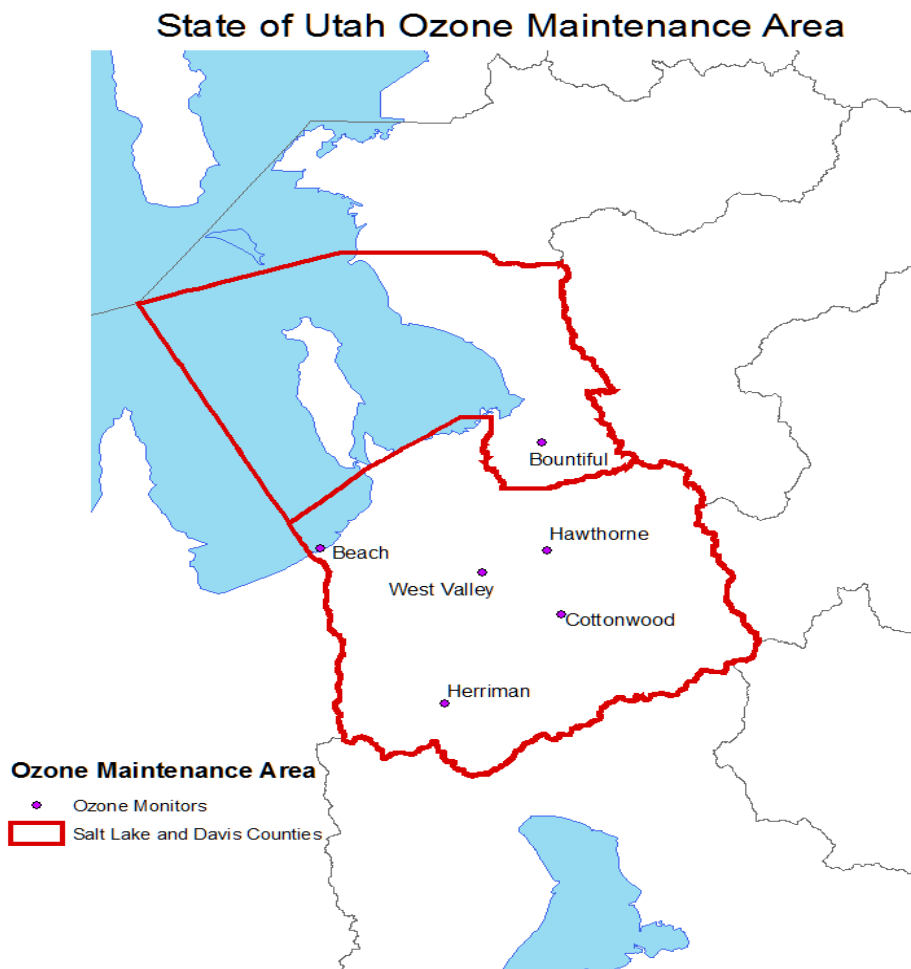 State of Utah Ozone Maintenance Area
Bountiful
Hawthorne
Beach
West Valley
Cottonwood
Herriman
Ozone Maintenance Area
Ozone Monitors
Salt Lake and Davis Counties